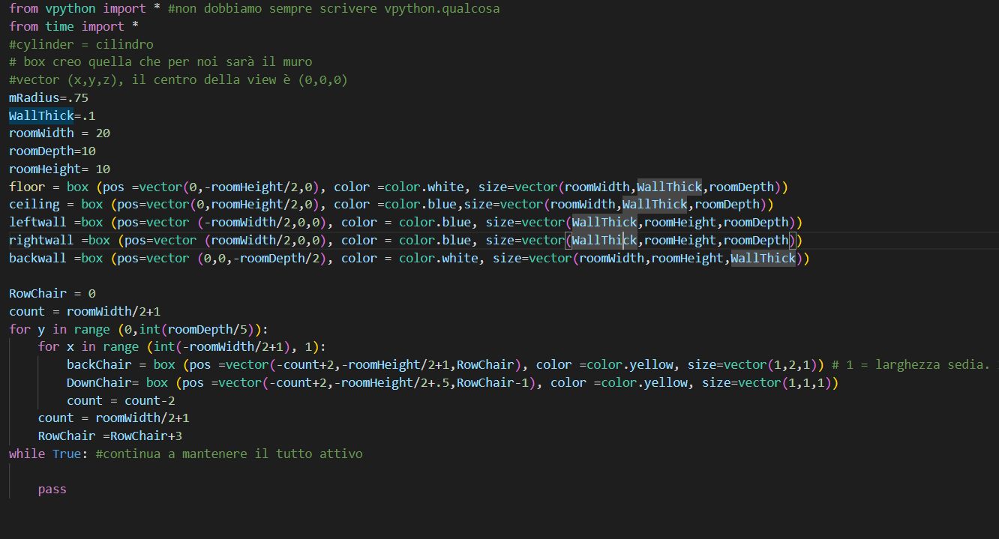 from vpython import * #non dobbiamo sempre scrivere vpython.qualcosa
from time import *
#cylinder = cilindro
# box creo quella che per noi sarà il muro
#vector (x,y,z), il centro della view è (0,0,0)
mRadius=.75
WallThick=.1
roomWidth = 20
roomDepth=10
roomHeight= 10
floor = box (pos =vector(0,-roomHeight/2,0), color =color.white, size=vector(roomWidth,WallThick,roomDepth))
ceiling = box (pos=vector(0,roomHeight/2,0), color =color.blue,size=vector(roomWidth,WallThick,roomDepth))
leftwall =box (pos=vector (-roomWidth/2,0,0), color = color.blue, size=vector(WallThick,roomHeight,roomDepth))
rightwall =box (pos=vector (roomWidth/2,0,0), color = color.blue, size=vector(WallThick,roomHeight,roomDepth))
backwall =box (pos=vector (0,0,-roomDepth/2), color = color.white, size=vector(roomWidth,roomHeight,WallThick))

RowChair = 0
count = roomWidth/2+1
for y in range (0,int(roomDepth/5)):
    for x in range (int(-roomWidth/2+1), 1):
        backChair = box (pos =vector(-count+2,-roomHeight/2+1,RowChair), color =color.yellow, size=vector(1,2,1)) # 1 = larghezza sedia.
        DownChair= box (pos =vector(-count+2,-roomHeight/2+.5,RowChair-1), color =color.yellow, size=vector(1,1,1))
        count = count-2
    count = roomWidth/2+1
    RowChair =RowChair+3
while True: #continua a mantenere il tutto attivo

    pass